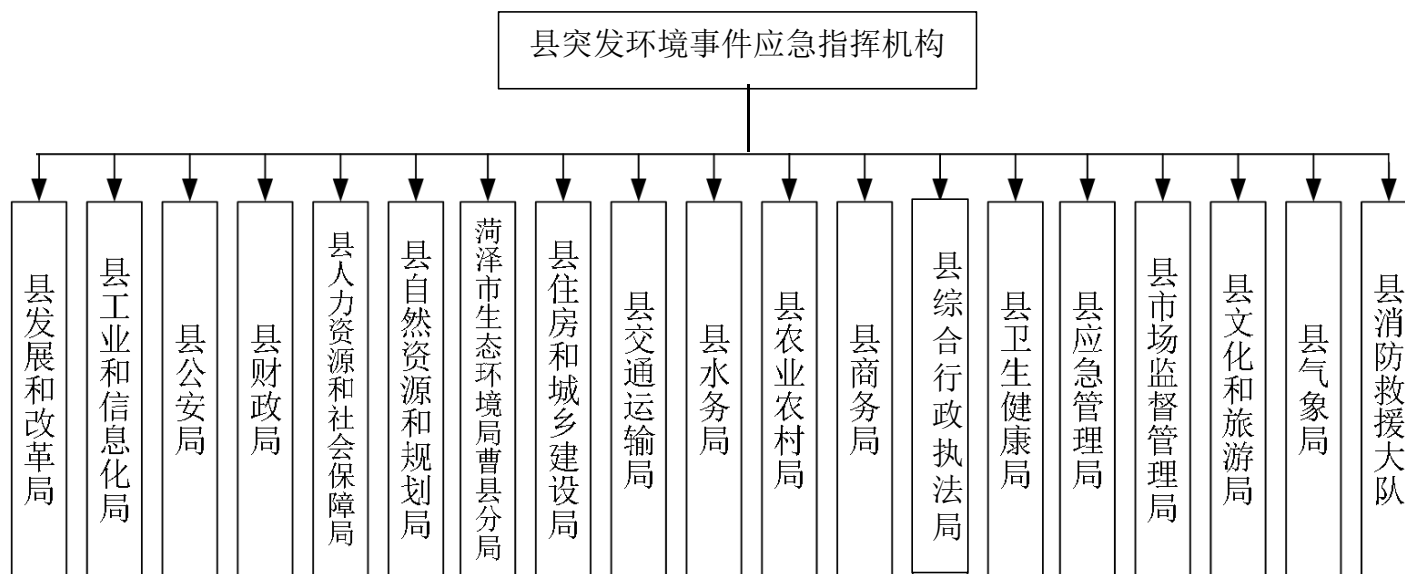 县突发环境事件应急指挥机构
县发展和改革局
县工业和信息化局
县公安局
县财政局
县人力资源和社会保障局
县自然资源和规划局
菏泽市生态环境局曹县分局
县住房和城乡建设局
县交通运输局
县水务局
县农业农村局
县商务局
县综合行政执法局
县卫生健康局
县应急管理局
县市场监督管理局
县文化和旅游局
县气象局
县消防救援大队